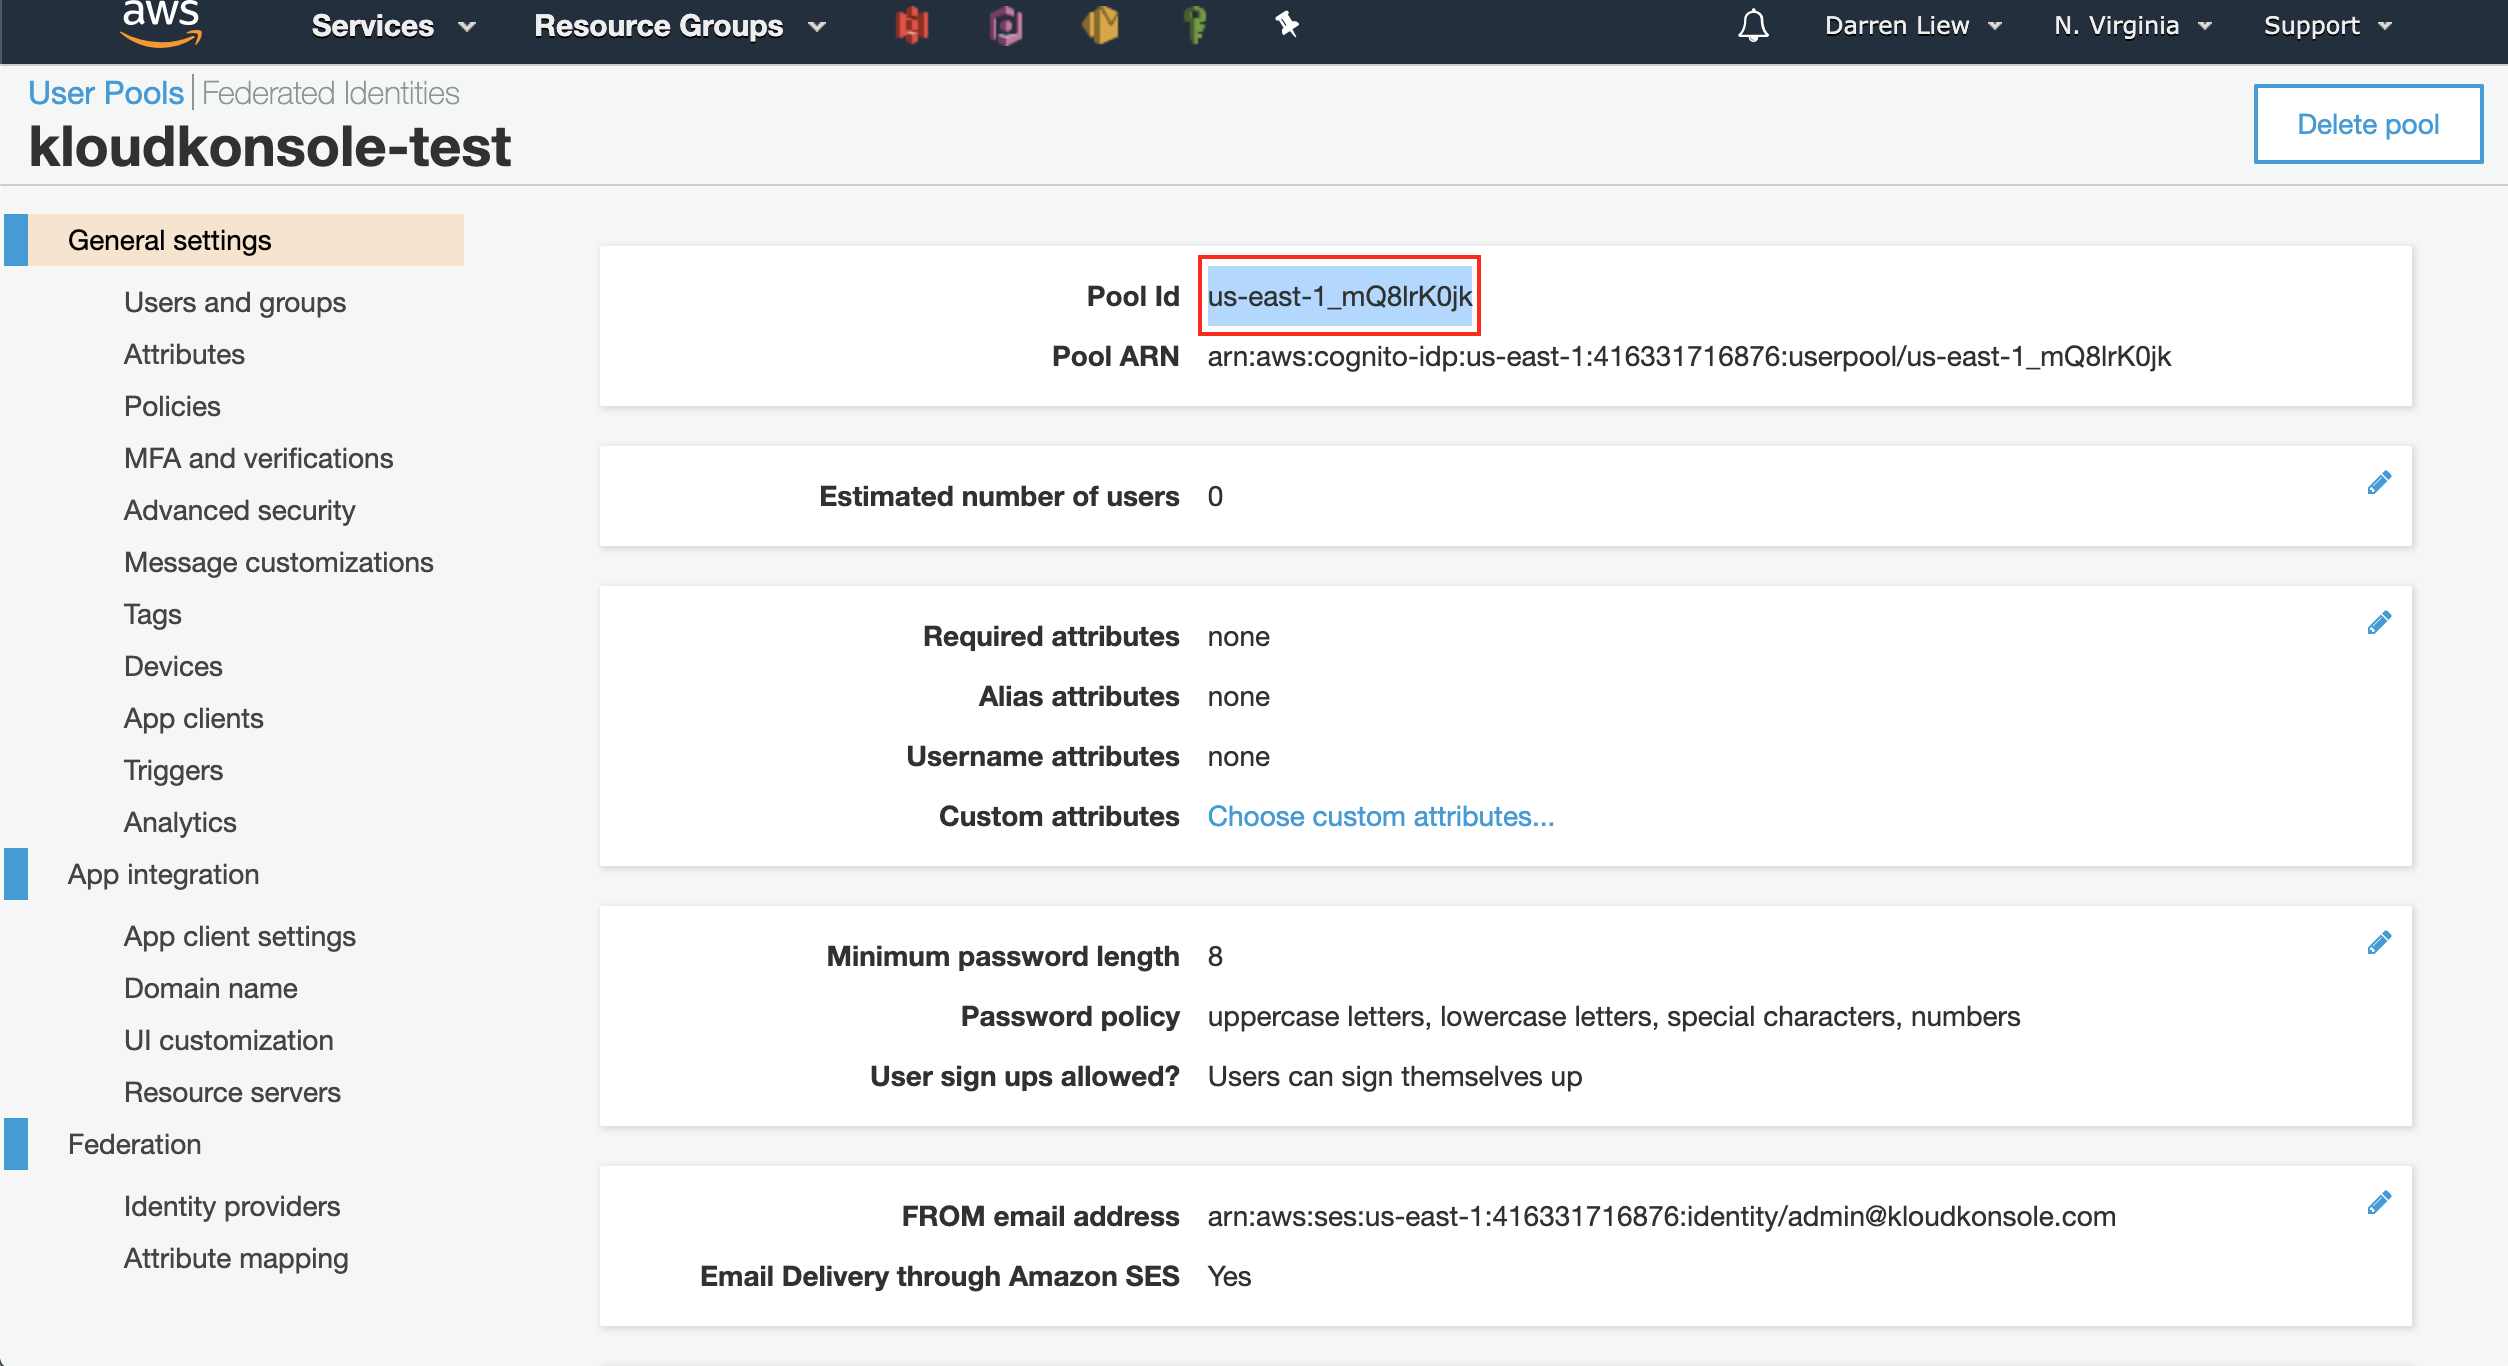 aws Services Resource Groups Darren Liew N. Virginia Support
User Pools | Federated Identities
kloudkonsole-test
Delete pool
General settings
Users and groups
Attributes
Policies
MFA and verifications
Advanced security
Message customizations
Tags
Devices
App clients
Triggers
Analytics
App integration
App client settings
Domain name
UI customization
Resource servers
Federation
Identity providers
Attribute mapping
Pool Id us-east-1_mQ8lrK0jk
Pool ARN arn:aws:cognito-idp:us-east-1:416331716876:userpool/us-east-1_mQ8lrK0jk
Estimated number of users 0
Required attributes none
Alias attributes none
Username attributes none
Custom attributes Choose custom attributes...
Minimum password length 8
Password policy uppercase letters, lowercase letters, special characters, numbers
User sign ups allowed? Users can sign themselves up
FROM email address arn:aws:ses:us-east-1:416331716876:identity/admin@kloudkonsole.com
Email Delivery through Amazon SES Yes